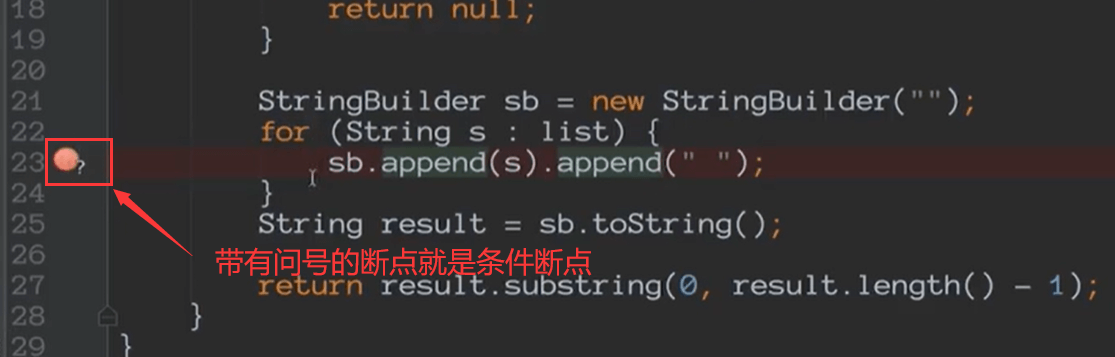 18 return null;
19 }
20
21 StringBuilder sb = new StringBuilder("");
22 for (String s : list) {
23 ? sb.append(s).append(" ");
24 }
25 String result = sb.toString();
26 带有问号的断点就是条件断点
27 return result.substring(0, result.length() - 1);
28 }
29 }